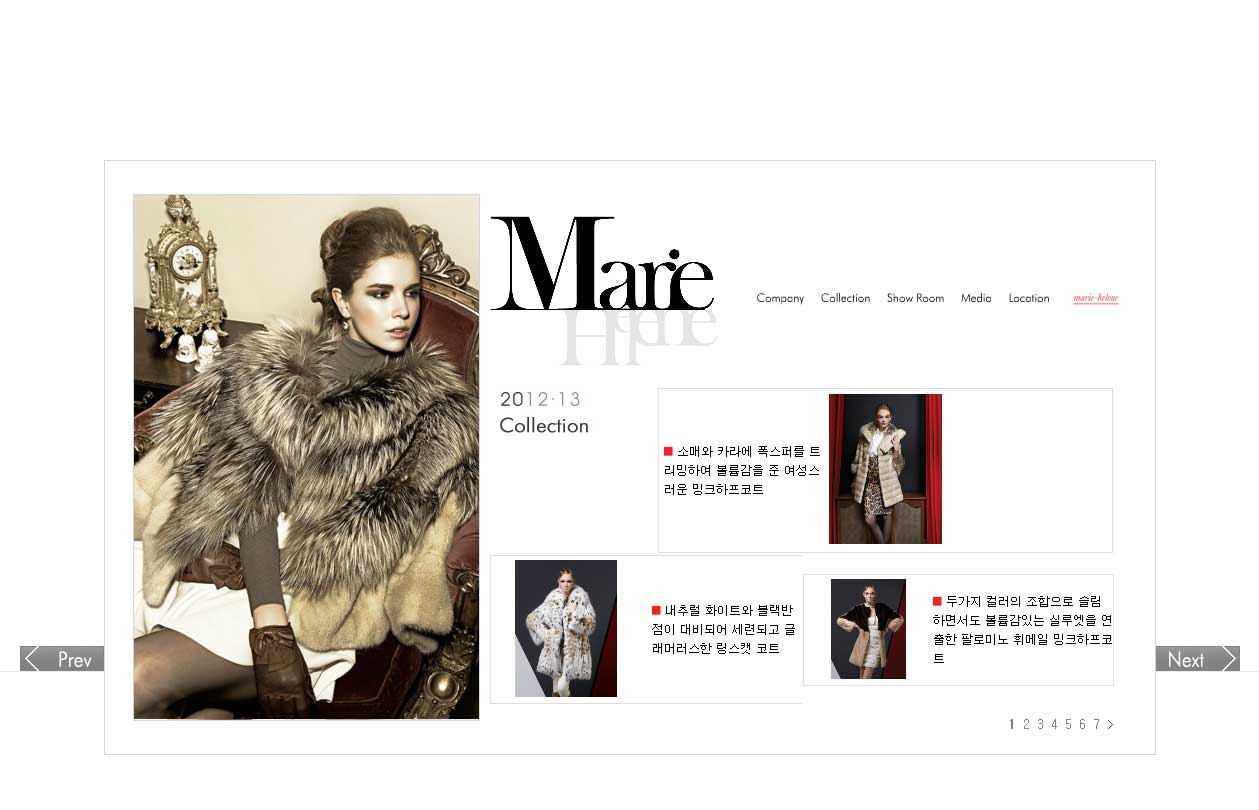 Marie
Helene
Company Collection Show Room Media Location marie-helene
2012·13
Collection
■ 소매와 카라에 폭스퍼를 트
리밍하여 볼륨감을 준 여성스
러운 밍크하프코트
■ 내추럴 화이트와 블랙반
점이 대비되어 세련되고 글
래머러스한 링스캣 코트
■ 두가지 컬러의 조합으로 슬림
하면서도 볼륨감있는 실루엣을 연
출한 팔로미노 휘메일 밍크하프코
트
Prev
Next
1 2 3 4 5 6 7 >